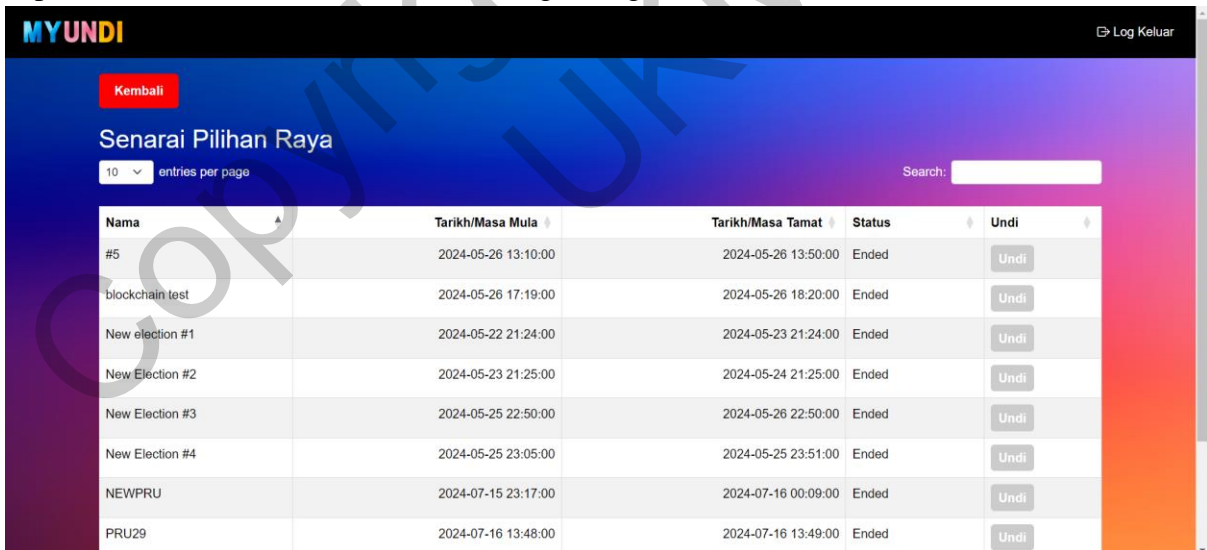 MYUNDI
Log Keluar
Kembali
Senarai Pilihan Raya
10 entries per page
Search:
Nama Tarikh/Masa Mula Tarikh/Masa Tamat Status Undi
#5 2024-05-26 13:10:00 2024-05-26 13:50:00 Ended Undi
blockchain test 2024-05-26 17:19:00 2024-05-26 18:20:00 Ended Undi
New election #1 2024-05-22 21:24:00 2024-05-23 21:24:00 Ended Undi
New Election #2 2024-05-23 21:25:00 2024-05-24 21:25:00 Ended Undi
New Election #3 2024-05-25 22:50:00 2024-05-26 22:50:00 Ended Undi
New Election #4 2024-05-25 23:05:00 2024-05-25 23:51:00 Ended Undi
NEWPRU 2024-07-15 23:17:00 2024-07-16 00:09:00 Ended Undi
PRU29 2024-07-16 13:48:00 2024-07-16 13:49:00 Ended Undi